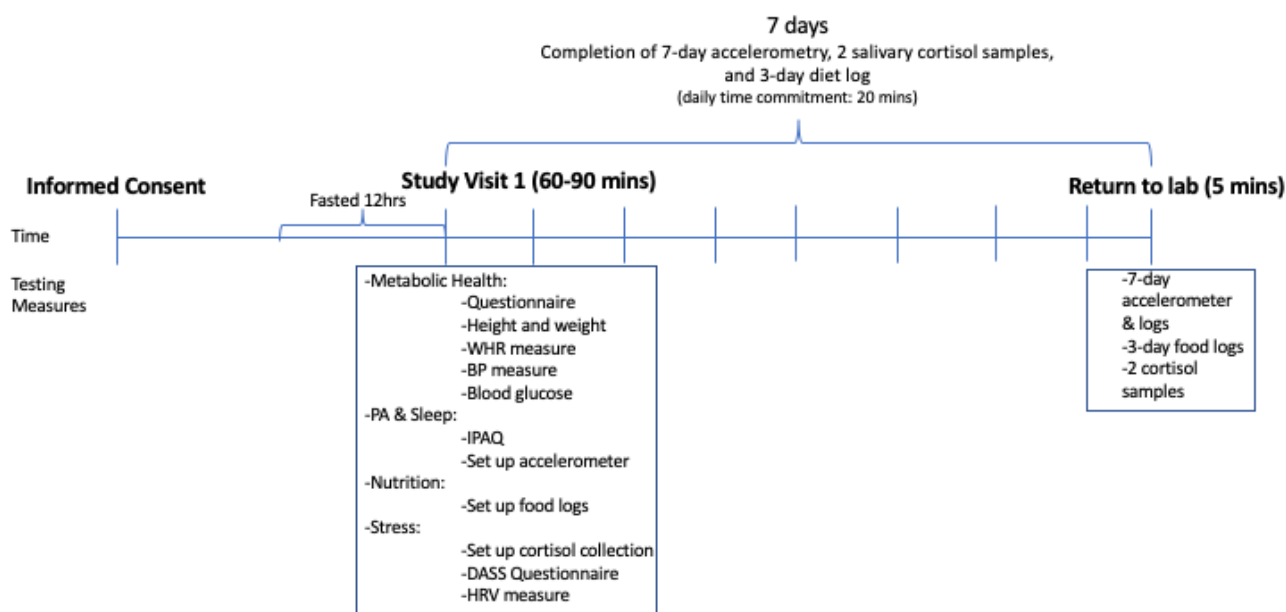 7 days
Completion of 7-day accelerometry, 2 salivary cortisol samples,
and 3-day diet log
(daily time commitment: 20 mins)
Informed Consent
Fasted 12hrs
Study Visit 1 (60-90 mins)
Return to lab (5 mins)
Time
Testing
Measures
-Metabolic Health:
-Questionnaire
-Height and weight
-WHR measure
-BP measure
-Blood glucose
-PA & Sleep:
-IPAQ
-Set up accelerometer
-Nutrition:
-Set up food logs
-Stress:
-Set up cortisol collection
-DASS Questionnaire
-HRV measure
-7-day
accelerometer
& logs
-3-day food logs
-2 cortisol
samples